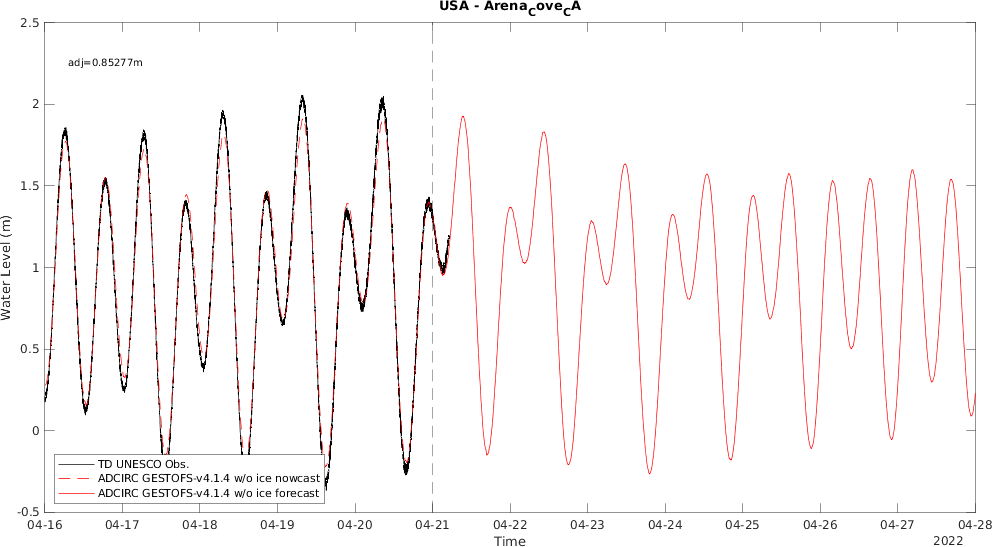 USA - ArenaCoveCA
2.5
adj=0.85277m
2
1.5
Water Level (m)
1
0.5
0
TD UNESCO Obs.
ADCIRC GESTOFS-v4.1.4 w/o ice nowcast
ADCIRC GESTOFS-v4.1.4 w/o ice forecast
-0.5
04-16 04-17 04-18 04-19 04-20 04-21 04-22 04-23 04-24 04-25 04-26 04-27 04-28
Time
2022